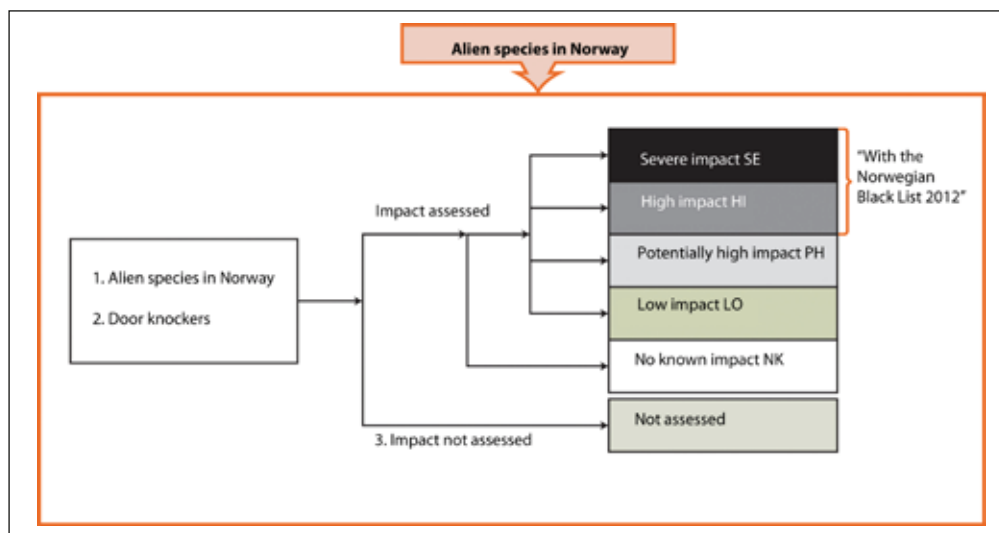 Alien species in Norway
1. Alien species in Norway
2. Door knockers
Impact assessed
3. Impact not assessed
Severe impact SE
High impact HI
Potentially high impact PH
Low impact LO
No known impact NK
Not assessed
“With the
Norwegian
Black List 2012”